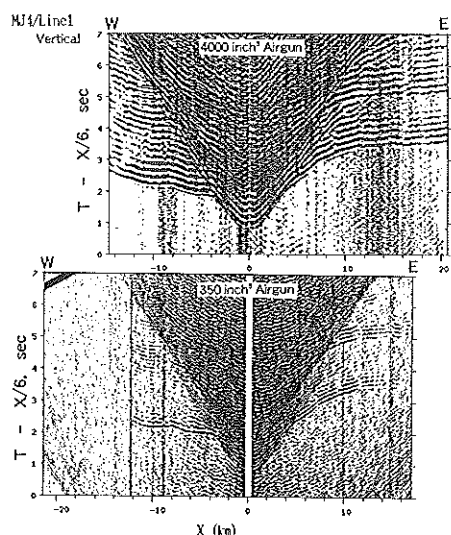 MJ4/Line1
Vertical
W E
4000 inch³ Airgun
T - X/6, sec
7
6
5
4
3
2
1
0
-10 0 10 20
W E
350 inch³ Airgun
T - X/6, sec
7
6
5
4
3
2
1
0
-20 -10 0 10
X (km)